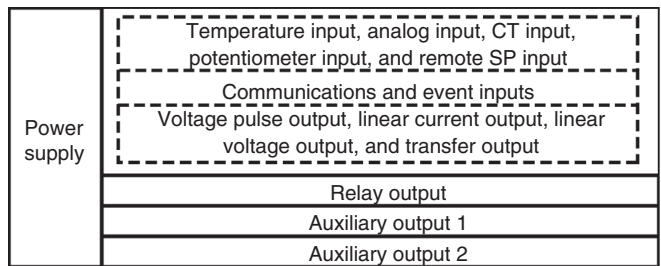 Power
supply
Temperature input, analog input, CT input,
potentiometer input, and remote SP input
Communications and event inputs
Voltage pulse output, linear current output, linear
voltage output, and transfer output
Relay output
Auxiliary output 1
Auxiliary output 2